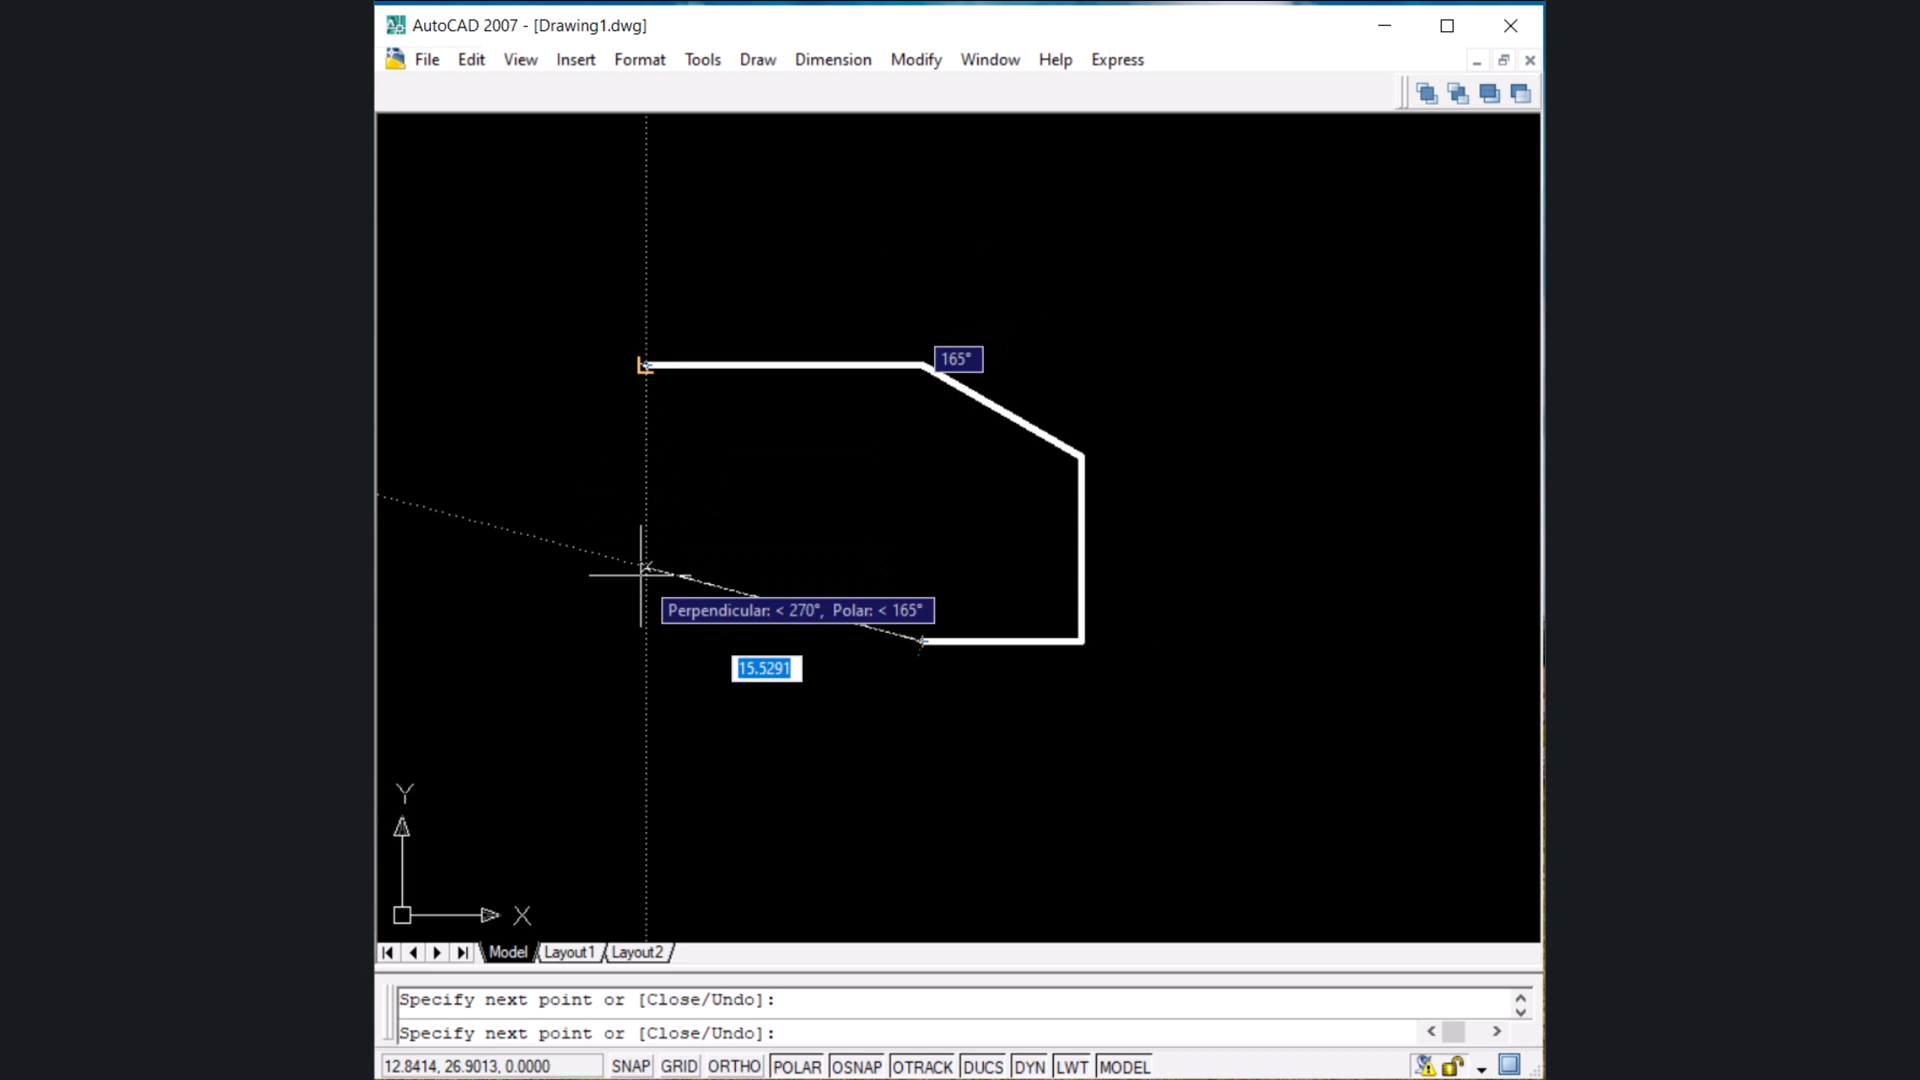 AutoCAD 2007 - [Drawing1.dwg]
File Edit View Insert Format Tools Draw Dimension Modify Window Help Express
165°
Perpendicular: < 270°, Polar: < 165°
15.5291
Y
X
Model Layout1 Layout2
Specify next point or [Close/Undo]:
Specify next point or [Close/Undo]:
12.8414, 26.9013, 0.0000 SNAP GRID ORTHO POLAR OSNAP OTRACK DUCS DYN LWT MODEL